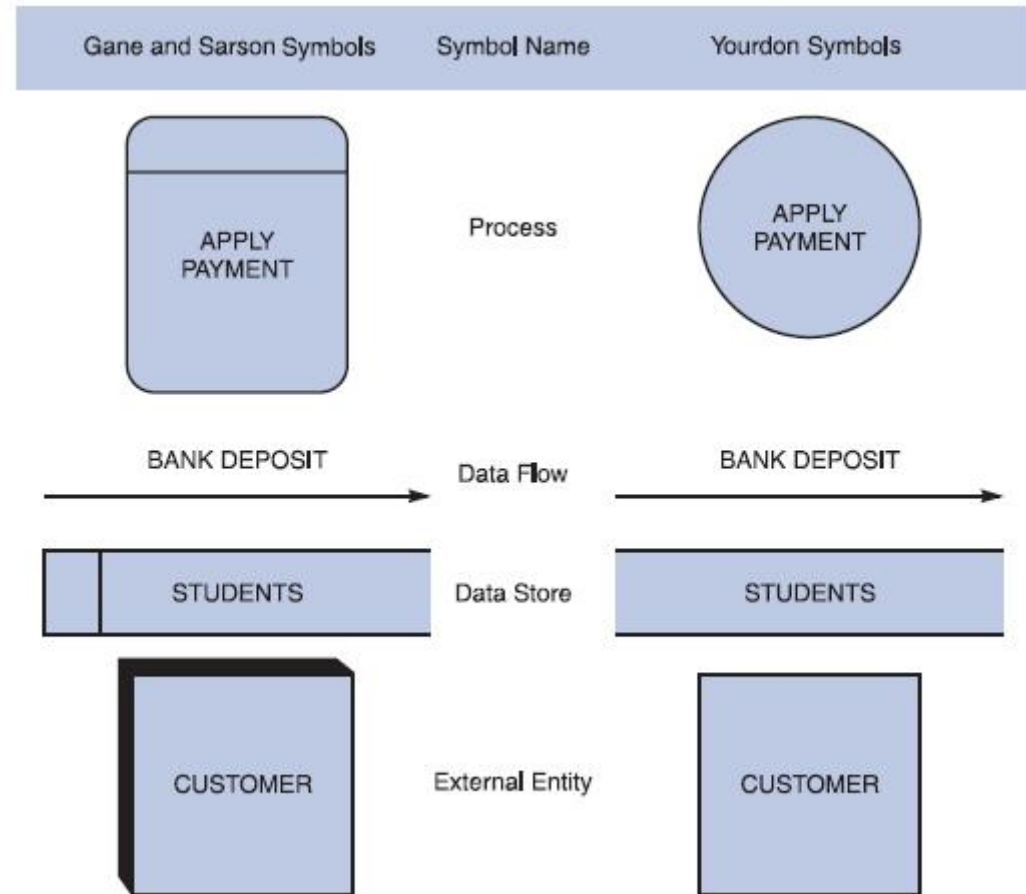 Gane and Sarson Symbols Symbol Name Yourdon Symbols
APPLY
PAYMENT
Process
APPLY
PAYMENT
BANK DEPOSIT
Data Flow
BANK DEPOSIT
STUDENTS
Data Store
STUDENTS
CUSTOMER
External Entity
CUSTOMER